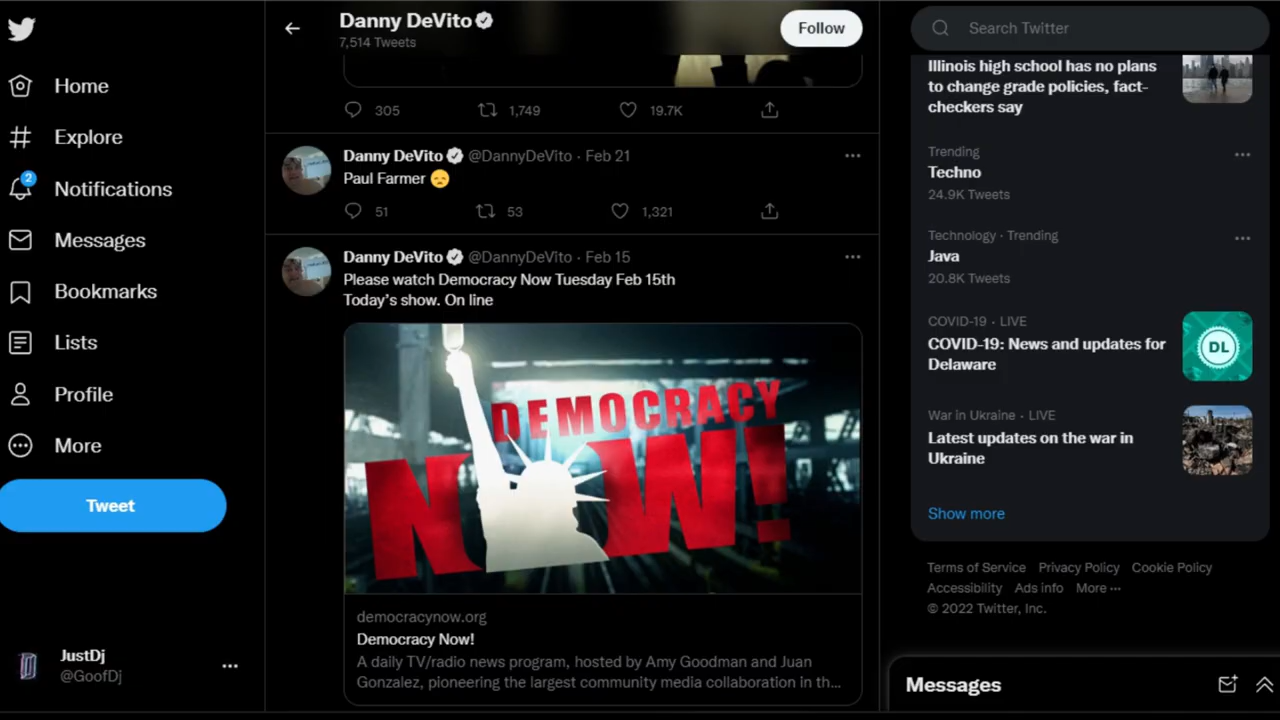 Home
Explore
2
Notifications
Messages
Bookmarks
Lists
Profile
More
Tweet
JustDj
@GoofDj
Danny DeVito
7,514 Tweets
Follow
305 1,749 19.7K
Danny DeVito @DannyDeVito · Feb 21
Paul Farmer 😞
51 53 1,321
Danny DeVito @DannyDeVito · Feb 15
Please watch Democracy Now Tuesday Feb 15th
Today's show. On line
DEMOCRACY
NOW!
democracynow.org
Democracy Now!
A daily TV/radio news program, hosted by Amy Goodman and Juan
Gonzalez, pioneering the largest community media collaboration in th...
Search Twitter
Illinois high school has no plans
to change grade policies, fact-
checkers say
Trending
Techno
24.9K Tweets
Technology · Trending
Java
20.8K Tweets
COVID-19 · LIVE
COVID-19: News and updates for
Delaware
DL
War in Ukraine · LIVE
Latest updates on the war in
Ukraine
Show more
Terms of Service Privacy Policy Cookie Policy
Accessibility Ads info More ···
© 2022 Twitter, Inc.
Messages